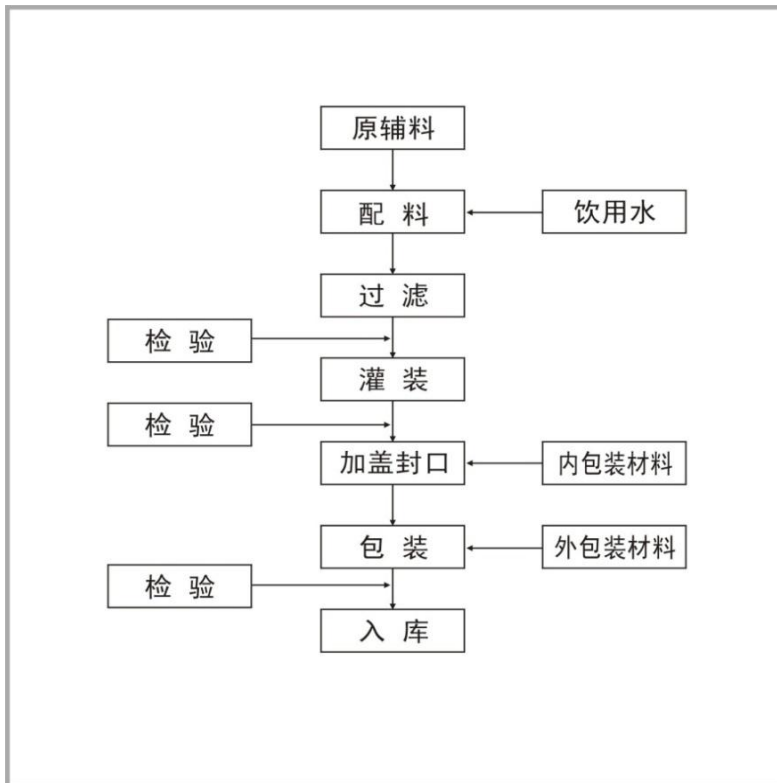 原辅料
配 料
饮用水
过 滤
检 验
灌 装
检 验
加盖封口
内包装材料
包 装
外包装材料
检 验
入 库